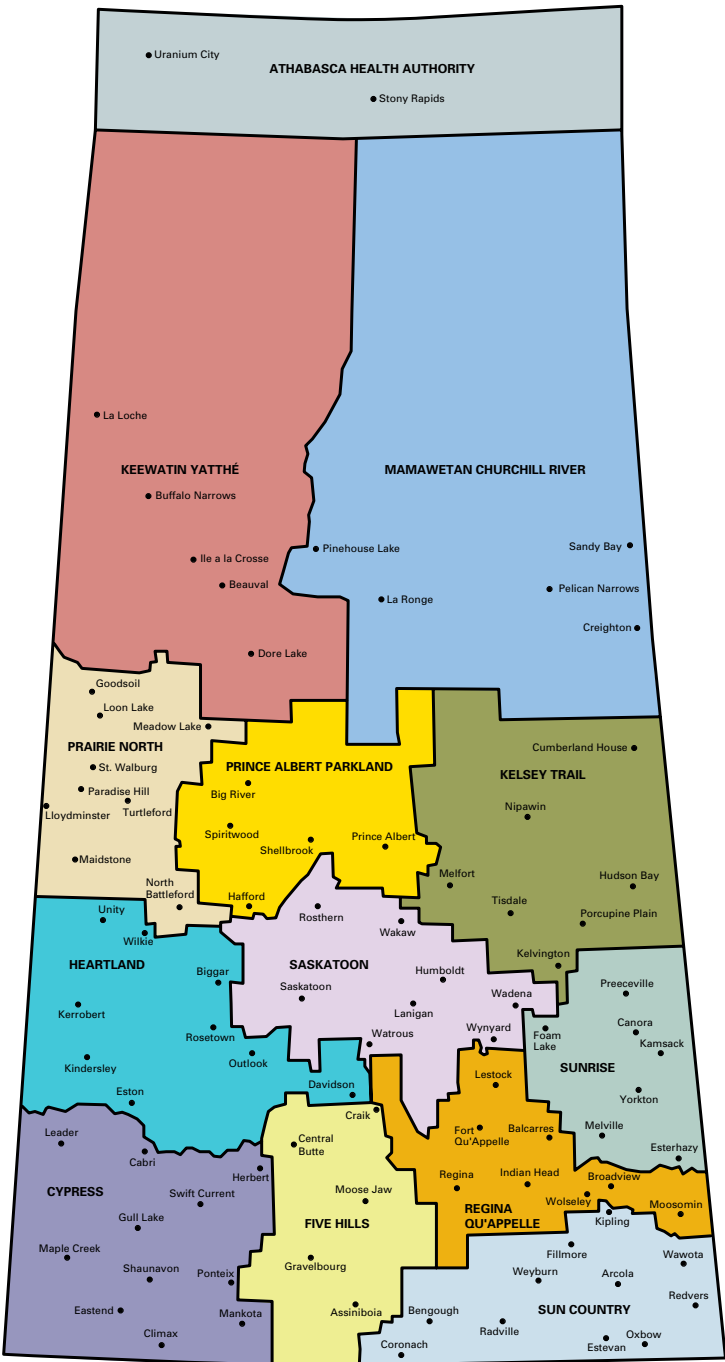 Uranium City
ATHABASCA HEALTH AUTHORITY
Stony Rapids
La Loche
KEEWATIN YATTHÉ
MAMAWETAN CHURCHILL RIVER
Buffalo Narrows
Pinehouse Lake
Sandy Bay
Ile a la Crosse
Beauval
Pelican Narrows
La Ronge
Creighton
Dore Lake
Goodsoil
Loon Lake
Meadow Lake
PRAIRIE NORTH
Cumberland House
St. Walburg
PRINCE ALBERT PARKLAND
KELSEY TRAIL
Paradise Hill
Big River
Lloydminster
Turtleford
Nipawin
Spiritwood
Shellbrook
Prince Albert
Maidstone
Melfort
Hudson Bay
North
Battleford
Hafford
Tisdale
Unity
Rosthern
Porcupine Plain
Wilkie
Wakaw
Kelvington
HEARTLAND
SASKATOON
Biggar
Humboldt
Saskatoon
Preeceville
Kerrobert
Lanigan
Wadena
Rosetown
Watrous
Wynyard
Foam
Lake
Canora
Kamsack
Kindersley
Outlook
SUNRISE
Lestock
Eston
Davidson
Yorkton
Craik
Leader
Central
Butte
Fort
Qu'Appelle
Balcarres
Melville
Cabri
Esterhazy
Herbert
CYPRESS
Swift Current
Moose Jaw
Regina
Indian Head
Broadview
Wolseley
Moosomin
Gull Lake
FIVE HILLS
REGINA
QU'APPELLE
Kipling
Maple Creek
Gravelbourg
Fillmore
Wawota
Shaunavon
Ponteix
Weyburn
Arcola
Redvers
Eastend
Mankota
Assiniboia
Bengough
SUN COUNTRY
Radville
Climax
Coronach
Estevan
Oxbow